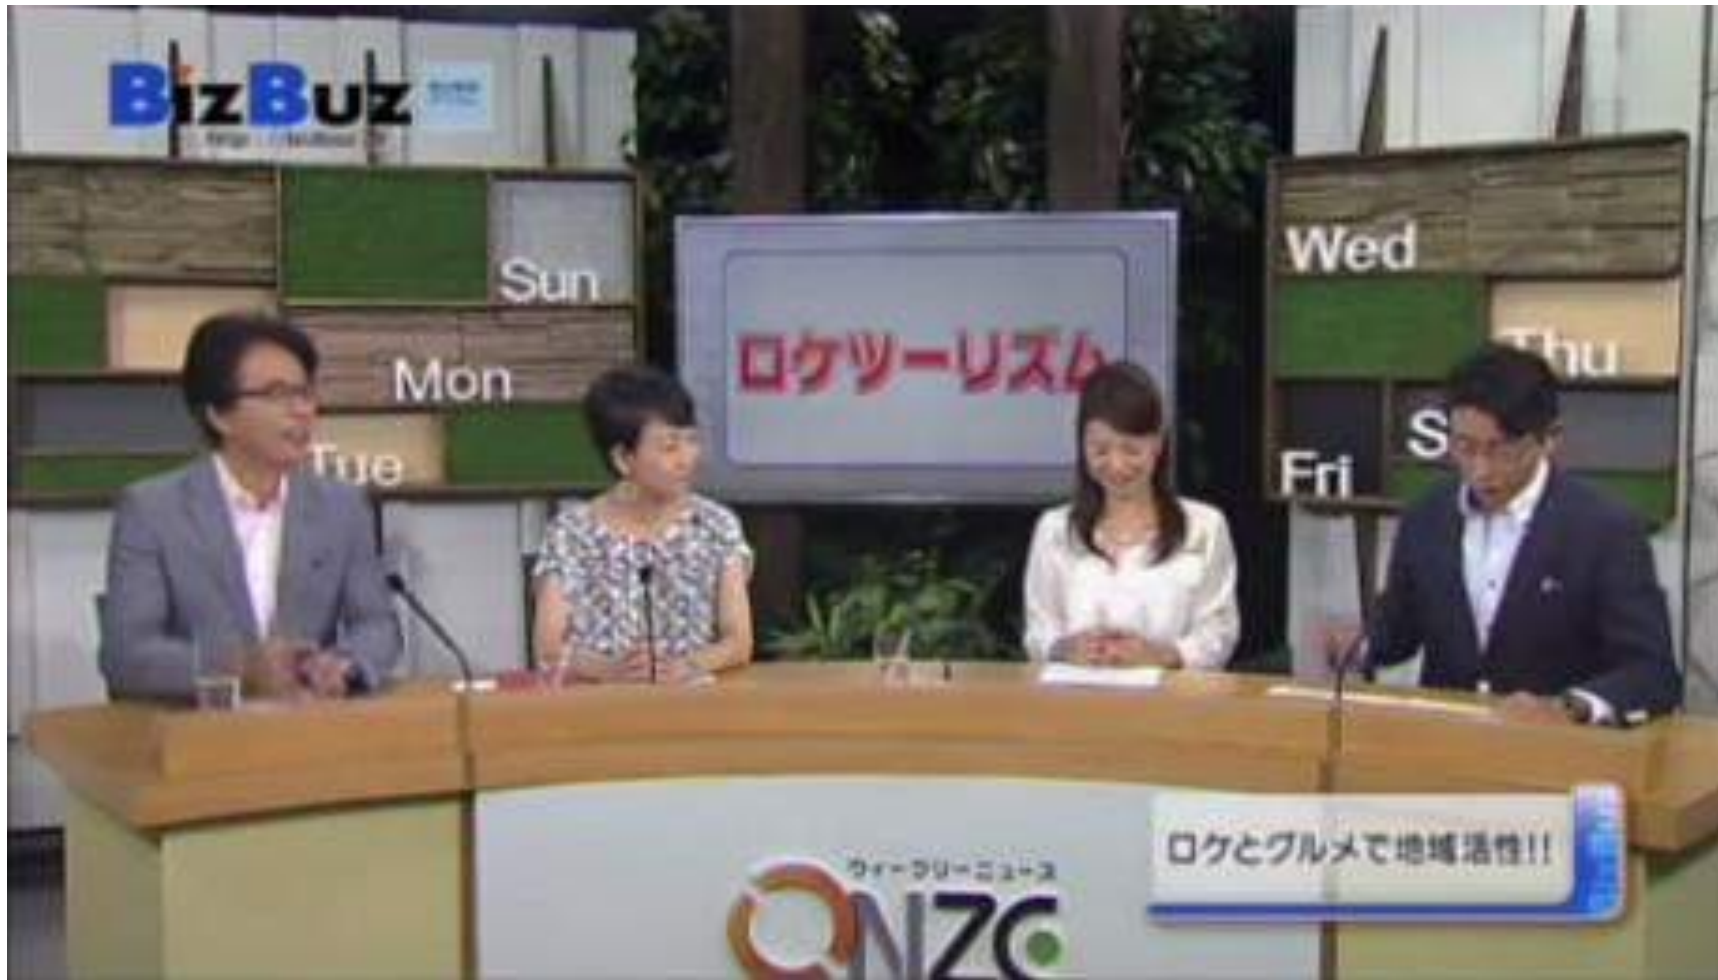 BizBuz
Sun
Mon
Tue
ロケツーリズム
Wed
Thu
Fri
S
ロケとグルメで地域活性!!
ウィークリーニュース
ONZO